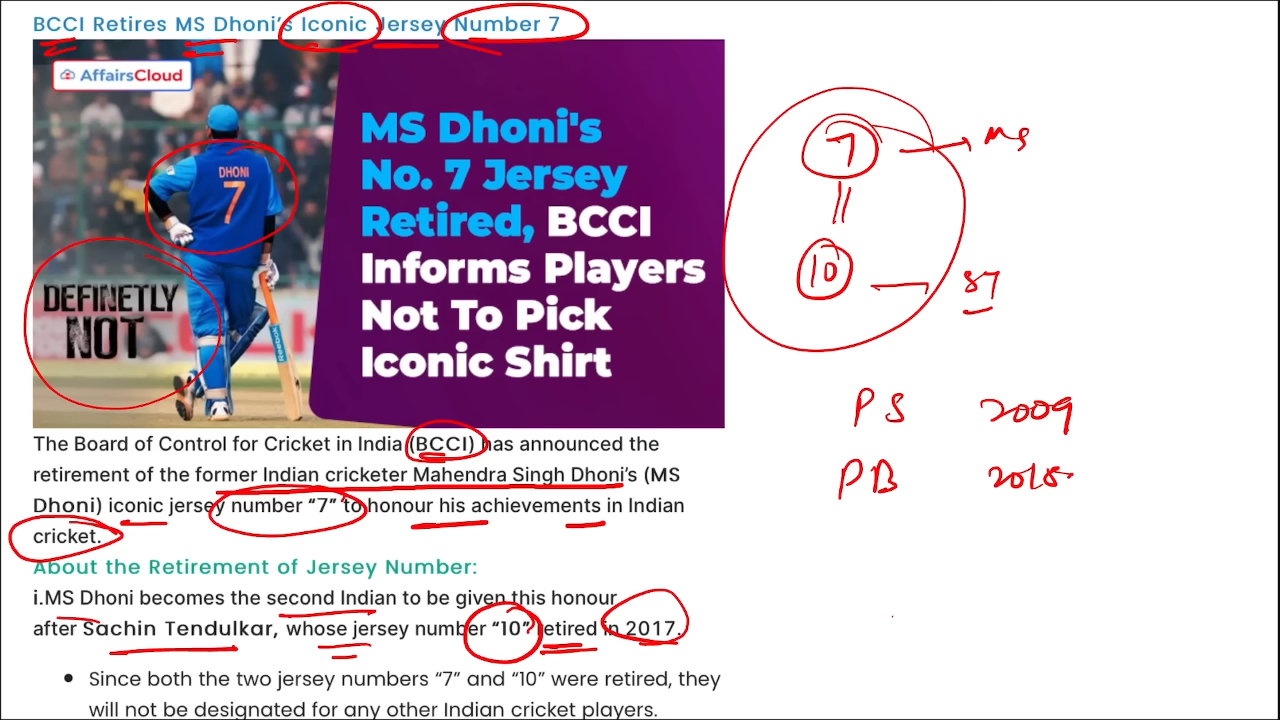 BCCI Retires MS Dhoni's Iconic Jersey Number 7
AffairsCloud
DHONI
7
DEFINETLY
NOT
Reebok
MS Dhoni's
No. 7 Jersey
Retired, BCCI
Informs Players
Not To Pick
Iconic Shirt
The Board of Control for Cricket in India (BCCI) has announced the
retirement of the former Indian cricketer Mahendra Singh Dhoni's (MS
Dhoni) iconic jersey number “7” to honour his achievements in Indian
cricket.
About the Retirement of Jersey Number:
i.MS Dhoni becomes the second Indian to be given this honour
after Sachin Tendulkar, whose jersey number “10” retired in 2017.
• Since both the two jersey numbers “7” and “10” were retired, they
will not be designated for any other Indian cricket players.
7 MS
10 ST
PS 2009
PB 2018